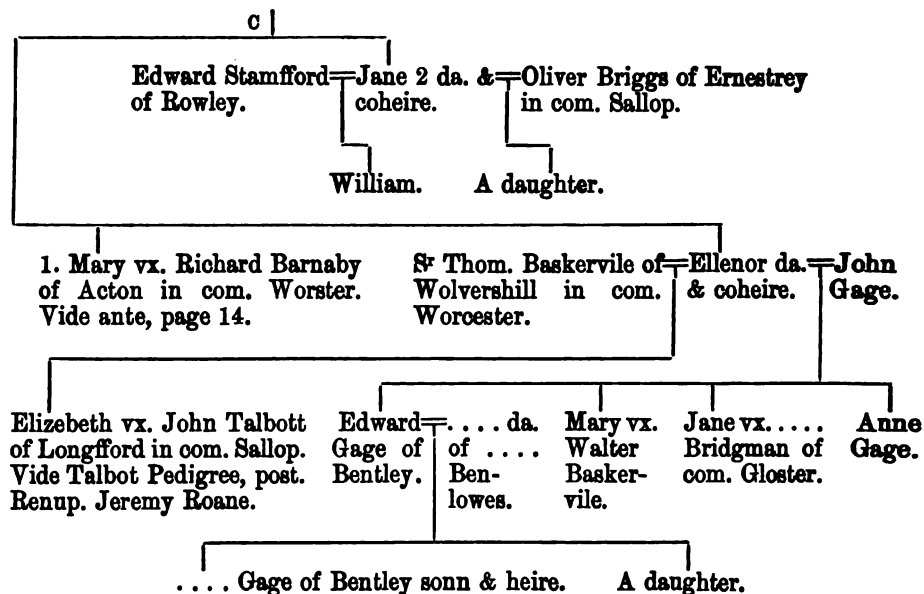 C
Edward Stamfford
of Rowley.
Jane 2 da. &
coheire.
Oliver Briggs of Ernestrey
in com. Sallop.
William.
A daughter.
1. Mary vx. Richard Barnaby
of Acton in com. Worster.
Vide ante, page 14.
Sr Thom. Baskervile of
Wolvershill in com.
Worcester.
Ellenor da.
& coheire.
John
Gage.
Elizebeth vx. John Talbott
of Longfford in com. Sallop.
Vide Talbot Pedigree, post.
Renup. Jeremy Roane.
Edward
Gage of
Bentley.
. . . . da.
of . . . .
Ben-
lowes.
Mary vx.
Walter
Basker-
vile.
Jane vx. . . . .
Bridgman of
com. Gloster.
Anne
Gage.
. . . . Gage of Bentley sonn & heire.
A daughter.